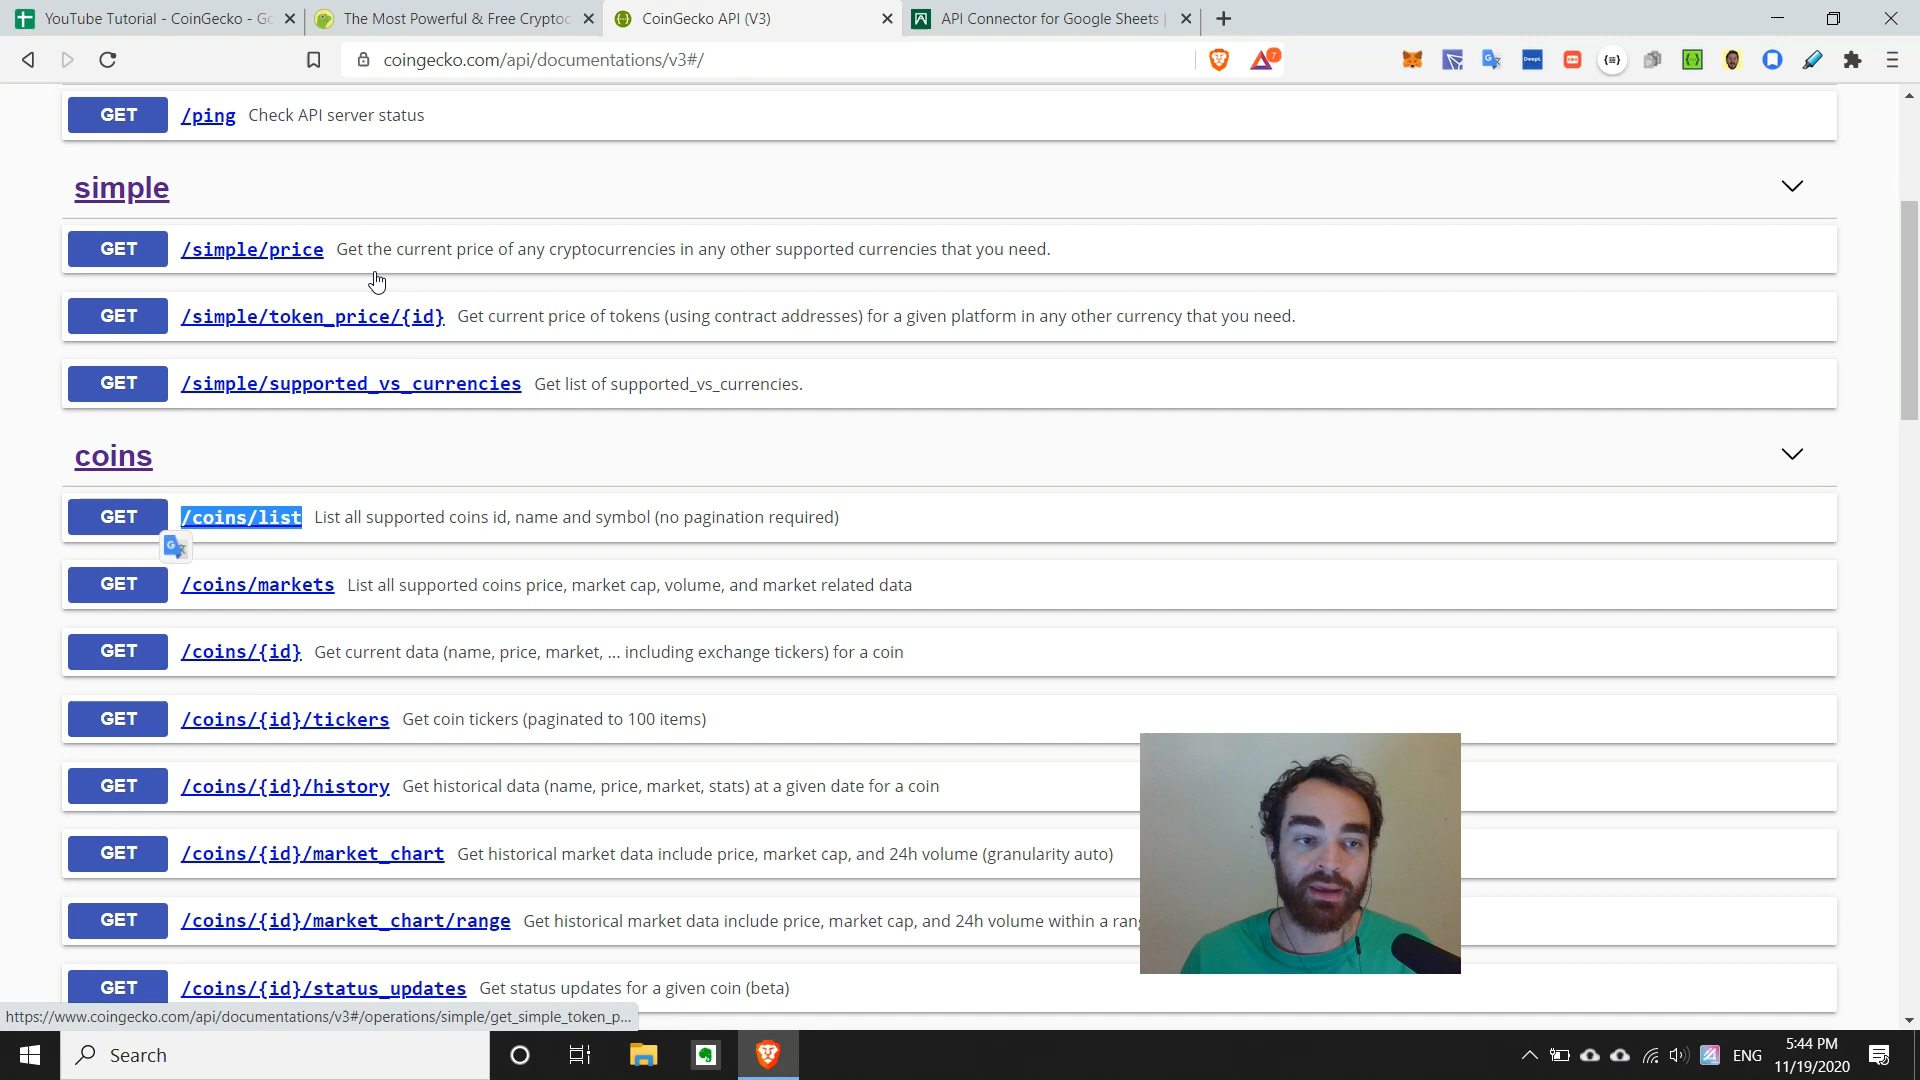 YouTube Tutorial - CoinGecko - Go
The Most Powerful & Free Cryptoc
CoinGecko API (V3)
API Connector for Google Sheets |
coingecko.com/api/documentations/v3#/
7
GET /ping Check API server status
simple
GET /simple/price Get the current price of any cryptocurrencies in any other supported currencies that you need.
GET /simple/token_price/{id} Get current price of tokens (using contract addresses) for a given platform in any other currency that you need.
GET /simple/supported_vs_currencies Get list of supported_vs_currencies.
coins
GET /coins/list List all supported coins id, name and symbol (no pagination required)
GET /coins/markets List all supported coins price, market cap, volume, and market related data
GET /coins/{id} Get current data (name, price, market, ... including exchange tickers) for a coin
GET /coins/{id}/tickers Get coin tickers (paginated to 100 items)
GET /coins/{id}/history Get historical data (name, price, market, stats) at a given date for a coin
GET /coins/{id}/market_chart Get historical market data include price, market cap, and 24h volume (granularity auto)
GET /coins/{id}/market_chart/range Get historical market data include price, market cap, and 24h volume within a rang
GET /coins/{id}/status_updates Get status updates for a given coin (beta)
https://www.coingecko.com/api/documentations/v3#/operations/simple/get_simple_token_p...
Search
ENG
5:44 PM
11/19/2020